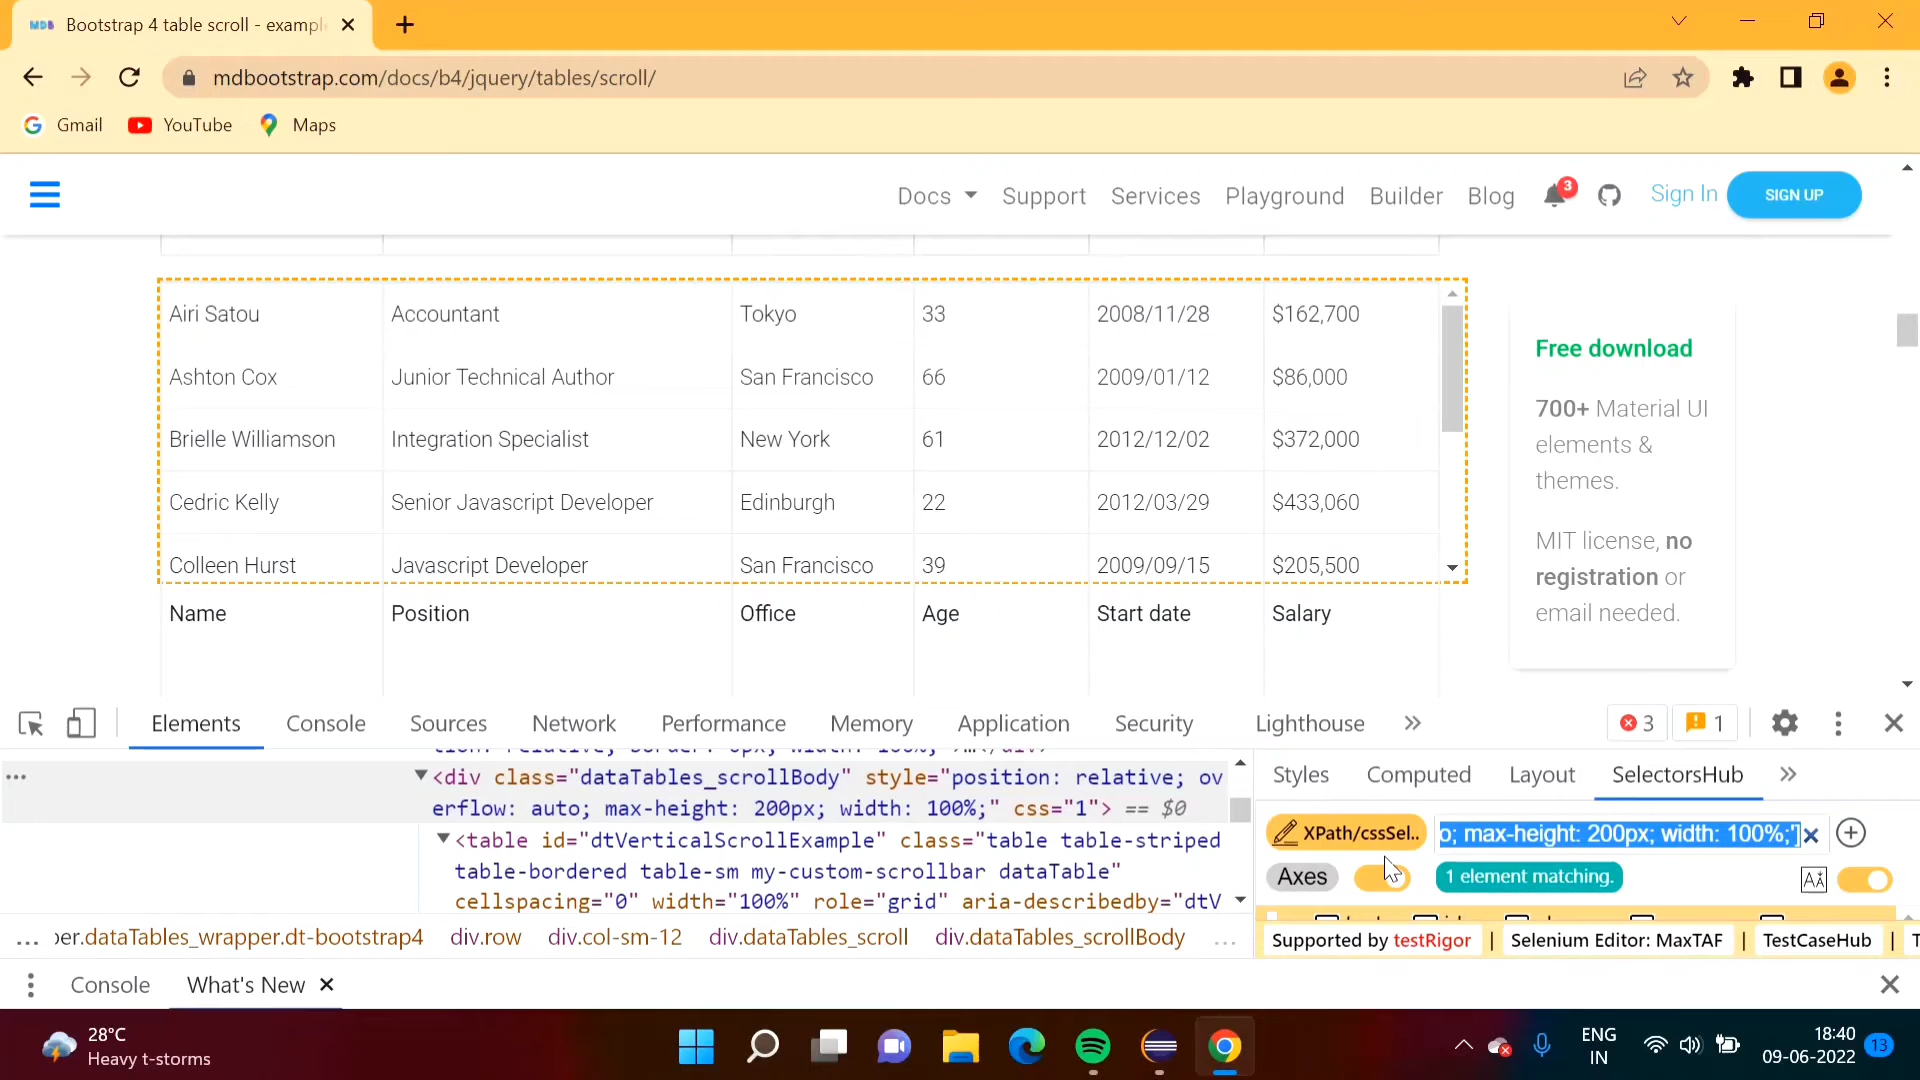 MDB Bootstrap 4 table scroll - exampl
mdbootstrap.com/docs/b4/jquery/tables/scroll/
Gmail YouTube Maps
Docs Support Services Playground Builder Blog 3 Sign In SIGN UP
Airi Satou Accountant Tokyo 33 2008/11/28 $162,700
Ashton Cox Junior Technical Author San Francisco 66 2009/01/12 $86,000
Brielle Williamson Integration Specialist New York 61 2012/12/02 $372,000
Cedric Kelly Senior Javascript Developer Edinburgh 22 2012/03/29 $433,060
Colleen Hurst Javascript Developer San Francisco 39 2009/09/15 $205,500
Name Position Office Age Start date Salary
Free download
700+ Material UI
elements &
themes.
MIT license, no
registration or
email needed.
Elements Console Sources Network Performance Memory Application Security Lighthouse » 3 1
<div class="dataTables_scrollBody" style="position: relative; ov
erflow: auto; max-height: 200px; width: 100%;" css="1"> == $0
<table id="dtVerticalScrollExample" class="table table-striped
table-bordered table-sm my-custom-scrollbar dataTable"
cellspacing="0" width="100%" role="grid" aria-describedby="dtV
... per.dataTables_wrapper.dt-bootstrap4 div.row div.col-sm-12 div.dataTables_scroll div.dataTables_scrollBody ...
Styles Computed Layout SelectorsHub »
XPath/cssSel.. o; max-height: 200px; width: 100%;']
Axes 1 element matching.
Supported by testRigor | Selenium Editor: MaxTAF | TestCaseHub | T
Console What's New
28°C
Heavy t-storms
ENG
IN
18:40
09-06-2022
13